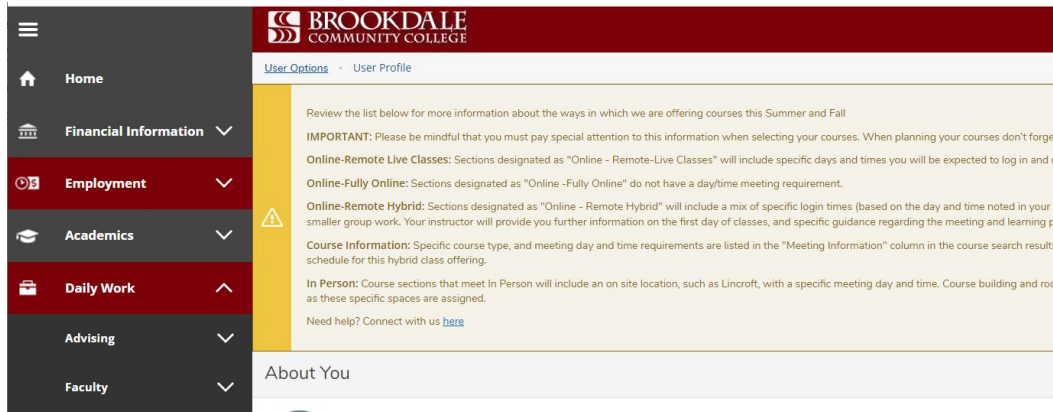 BROOKDALE
COMMUNITY COLLEGE
Home
Financial Information
Employment
Academics
Daily Work
Advising
Faculty
User Options · User Profile
Review the list below for more information about the ways in which we are offering courses this Summer and Fall
IMPORTANT: Please be mindful that you must pay special attention to this information when selecting your courses. When planning your courses don't forge
Online-Remote Live Classes: Sections designated as "Online - Remote-Live Classes" will include specific days and times you will be expected to log in and
Online-Fully Online: Sections designated as "Online -Fully Online" do not have a day/time meeting requirement.
Online-Remote Hybrid: Sections designated as "Online - Remote Hybrid" will include a mix of specific login times (based on the day and time noted in your
smaller group work. Your instructor will provide you further information on the first day of classes, and specific guidance regarding the meeting and learning p
Course Information: Specific course type, and meeting day and time requirements are listed in the "Meeting Information" column in the course search result
schedule for this hybrid class offering.
In Person: Course sections that meet In Person will include an on site location, such as Lincroft, with a specific meeting day and time. Course building and roo
as these specific spaces are assigned.
Need help? Connect with us here
About You